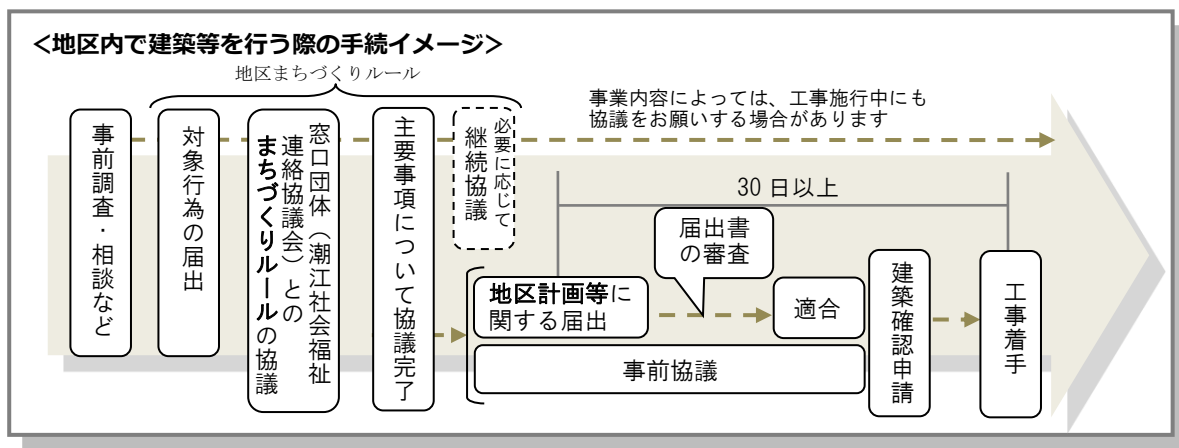 ＜地区内で建築等を行う際の手続イメージ＞
地区まちづくりルール
事業内容によっては、工事施行中にも
協議をお願いする場合があります
事前調査・相談など
対象行為の届出
窓口団体（潮江社会福祉
連絡協議会）との
まちづくりルールの協議
主要事項について協議完了
必要に応じて
継続協議
30 日以上
届出書
の審査
地区計画等に
関する届出
適合
事前協議
建築確認申請
工事着手